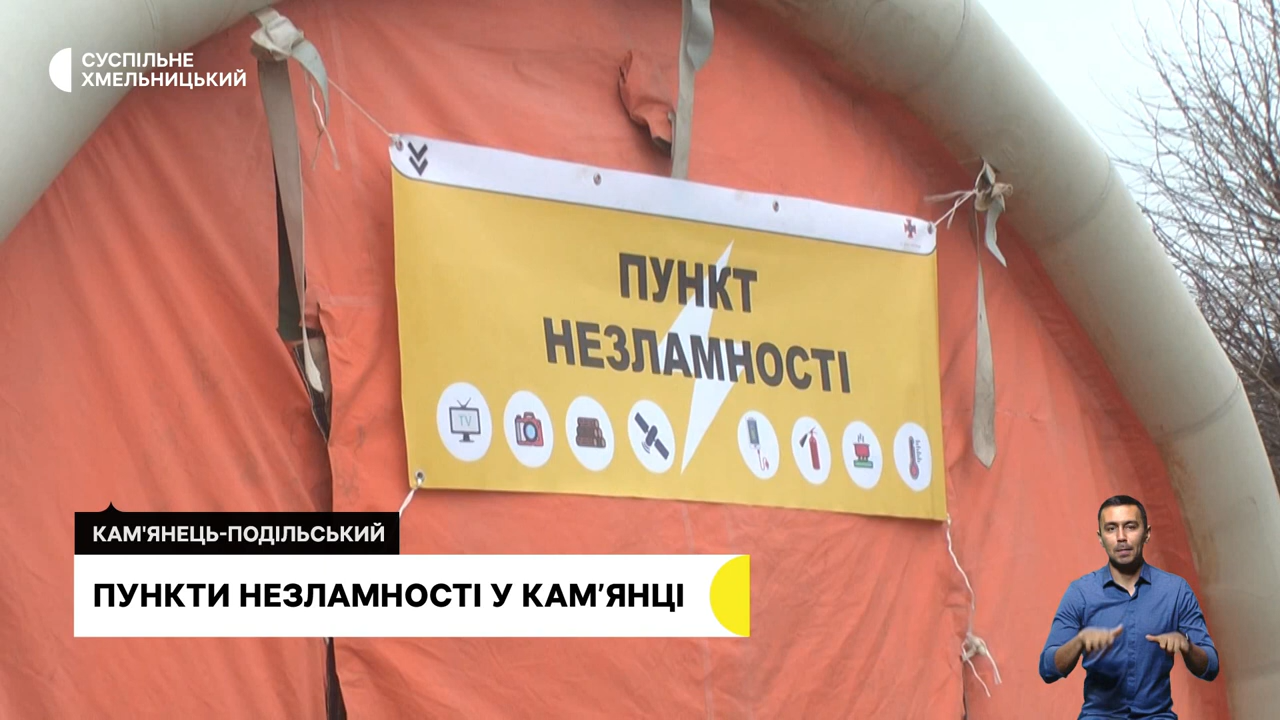 СУСПІЛЬНЕ
ХМЕЛЬНИЦЬКИЙ
ПУНКТ
НЕЗЛАМНОСТІ
TV
КАМ'ЯНЕЦЬ-ПОДІЛЬСЬКИЙ
ПУНКТИ НЕЗЛАМНОСТІ У КАМ’ЯНЦІ